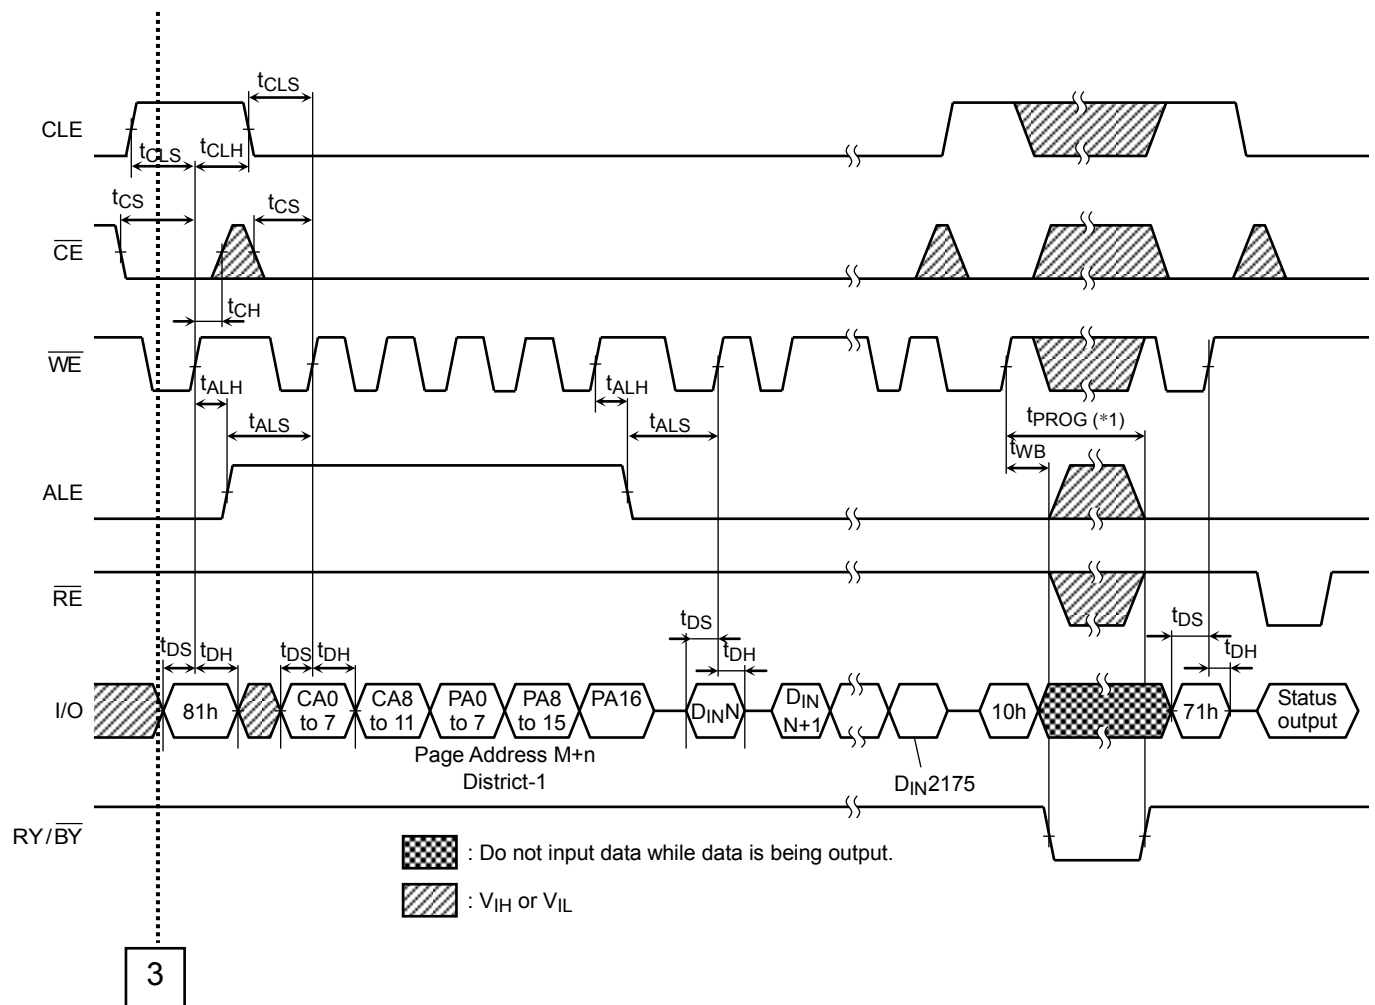 tCLS
CLE
tCLS
tCLH
tCS
tCS
CE
tCH
WE
tALH
tALH
tALS
tALS
tPROG (*1)
tWB
ALE
RE
tDS
tDH
tDS
tDH
tDS
tDH
tDS
tDH
I/O
81h
CA0 to 7
CA8 to 11
PA0 to 7
PA8 to 15
PA16
DINN
DIN N+1
10h
71h
Status output
Page Address M+n
District-1
DIN2175
RY/BY
: Do not input data while data is being output.
: VIH or VIL
3